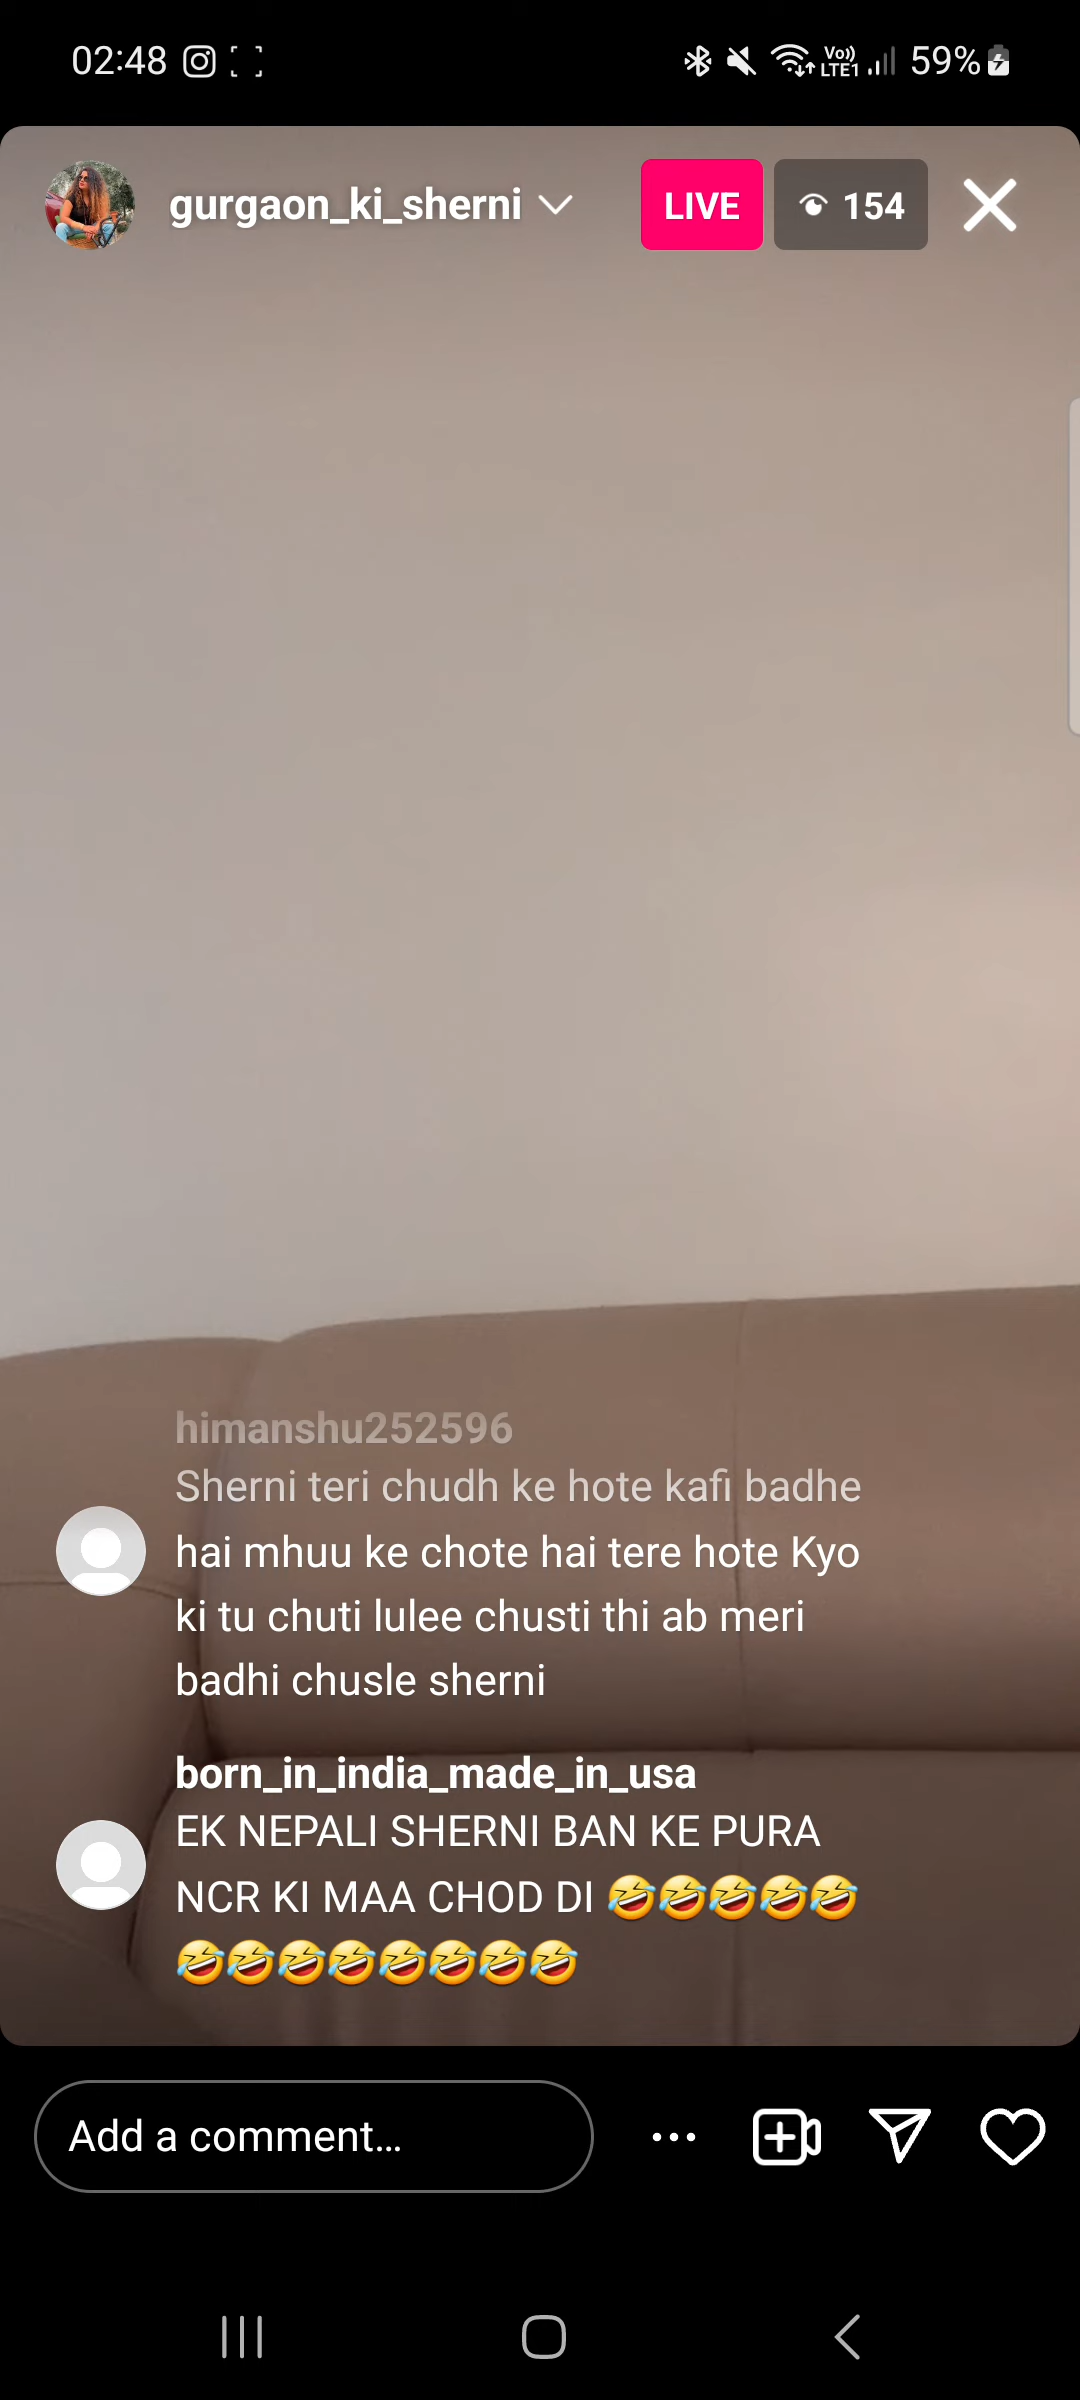 02:48 Vo)) LTE1 59%
gurgaon_ki_sherni LIVE 154
himanshu252596
Sherni teri chudh ke hote kafi badhe
hai mhuu ke chote hai tere hote Kyo
ki tu chuti lulee chusti thi ab meri
badhi chusle sherni
born_in_india_made_in_usa
EK NEPALI SHERNI BAN KE PURA
NCR KI MAA CHOD DI 🤣🤣🤣🤣🤣
🤣🤣🤣🤣🤣🤣🤣🤣
Add a comment...